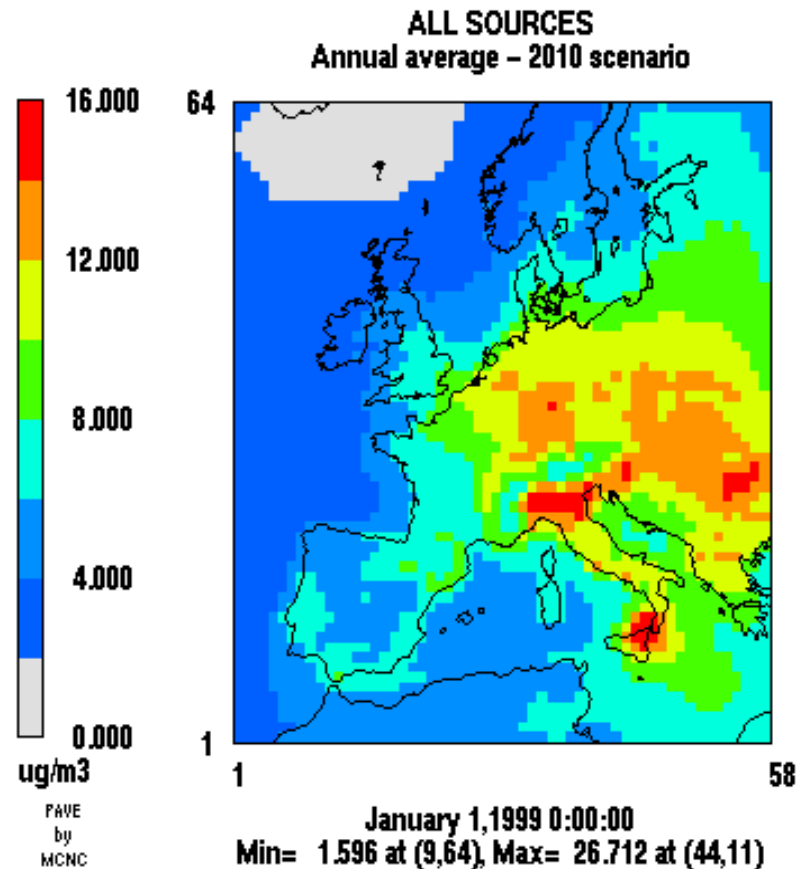 ALL SOURCES
Annual average – 2010 scenario
16.000
12.000
8.000
4.000
0.000
ug/m3
PAVE
by
MCNC
64
1
1
58
January 1,1999 0:00:00
Min= 1.596 at (9,64), Max= 26.712 at (44,11)